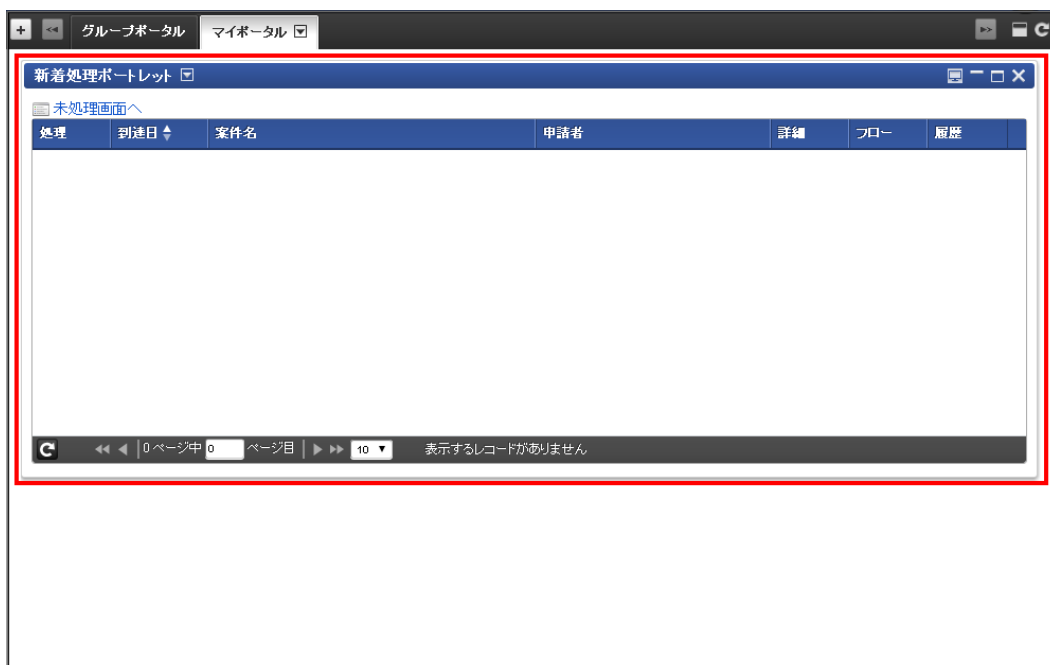 グループポータル マイポータル
新着処理ポートレット
未処理画面へ
処理 到達日 案件名 申請者 詳細 フロー 履歴
0 ページ中 0 ページ目 10 表示するレコードがありません